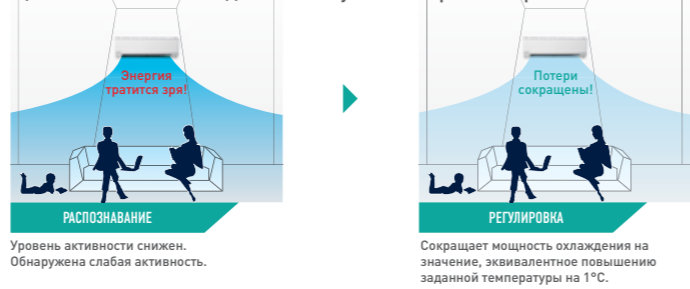 Энергия
тратится зря!
Потери
сокращены!
РАСПОЗНАВАНИЕ
РЕГУЛИРОВКА
Уровень активности снижен.
Обнаружена слабая активность.
Сокращает мощность охлаждения на
значение, эквивалентное повышению
заданной температуры на 1°C.